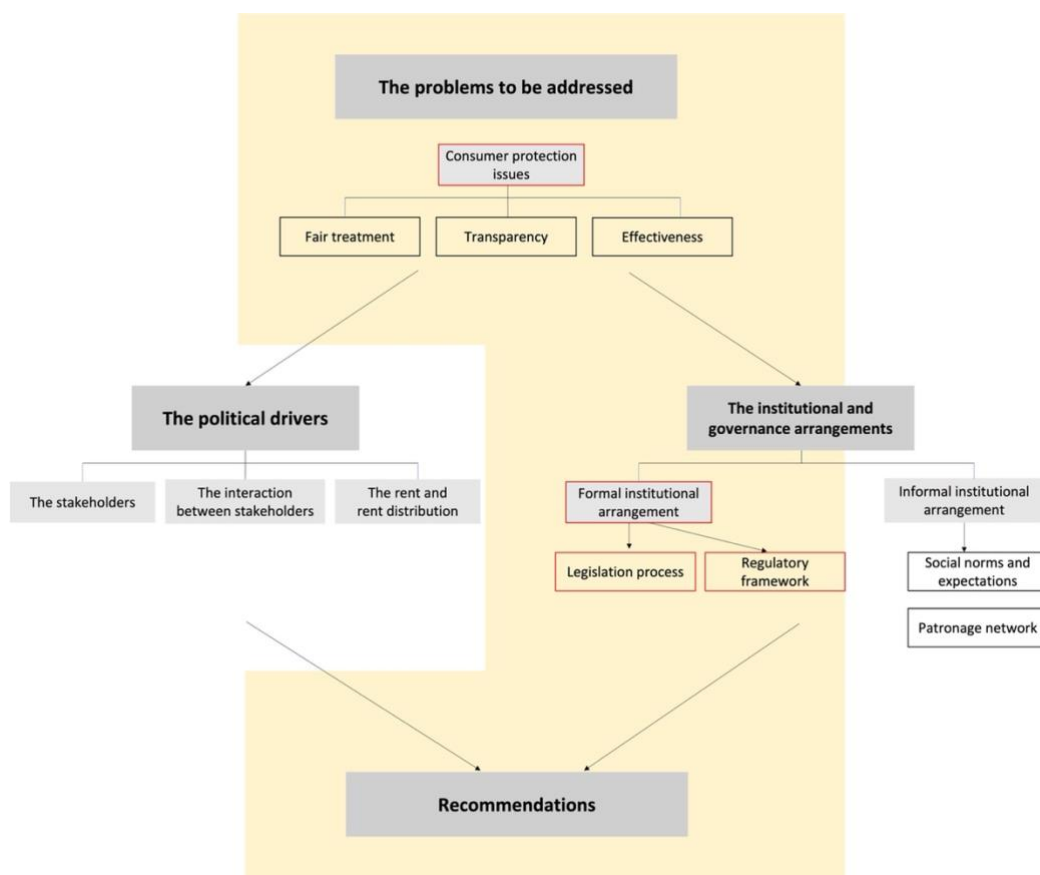 The problems to be addressed
Consumer protection
issues
Fair treatment
Transparency
Effectiveness
The political drivers
The stakeholders
The interaction
between stakeholders
The rent and
rent distribution
The institutional and
governance arrangements
Formal institutional
arrangement
Informal institutional
arrangement
Legislation process
Regulatory
framework
Social norms and
expectations
Patronage network
Recommendations